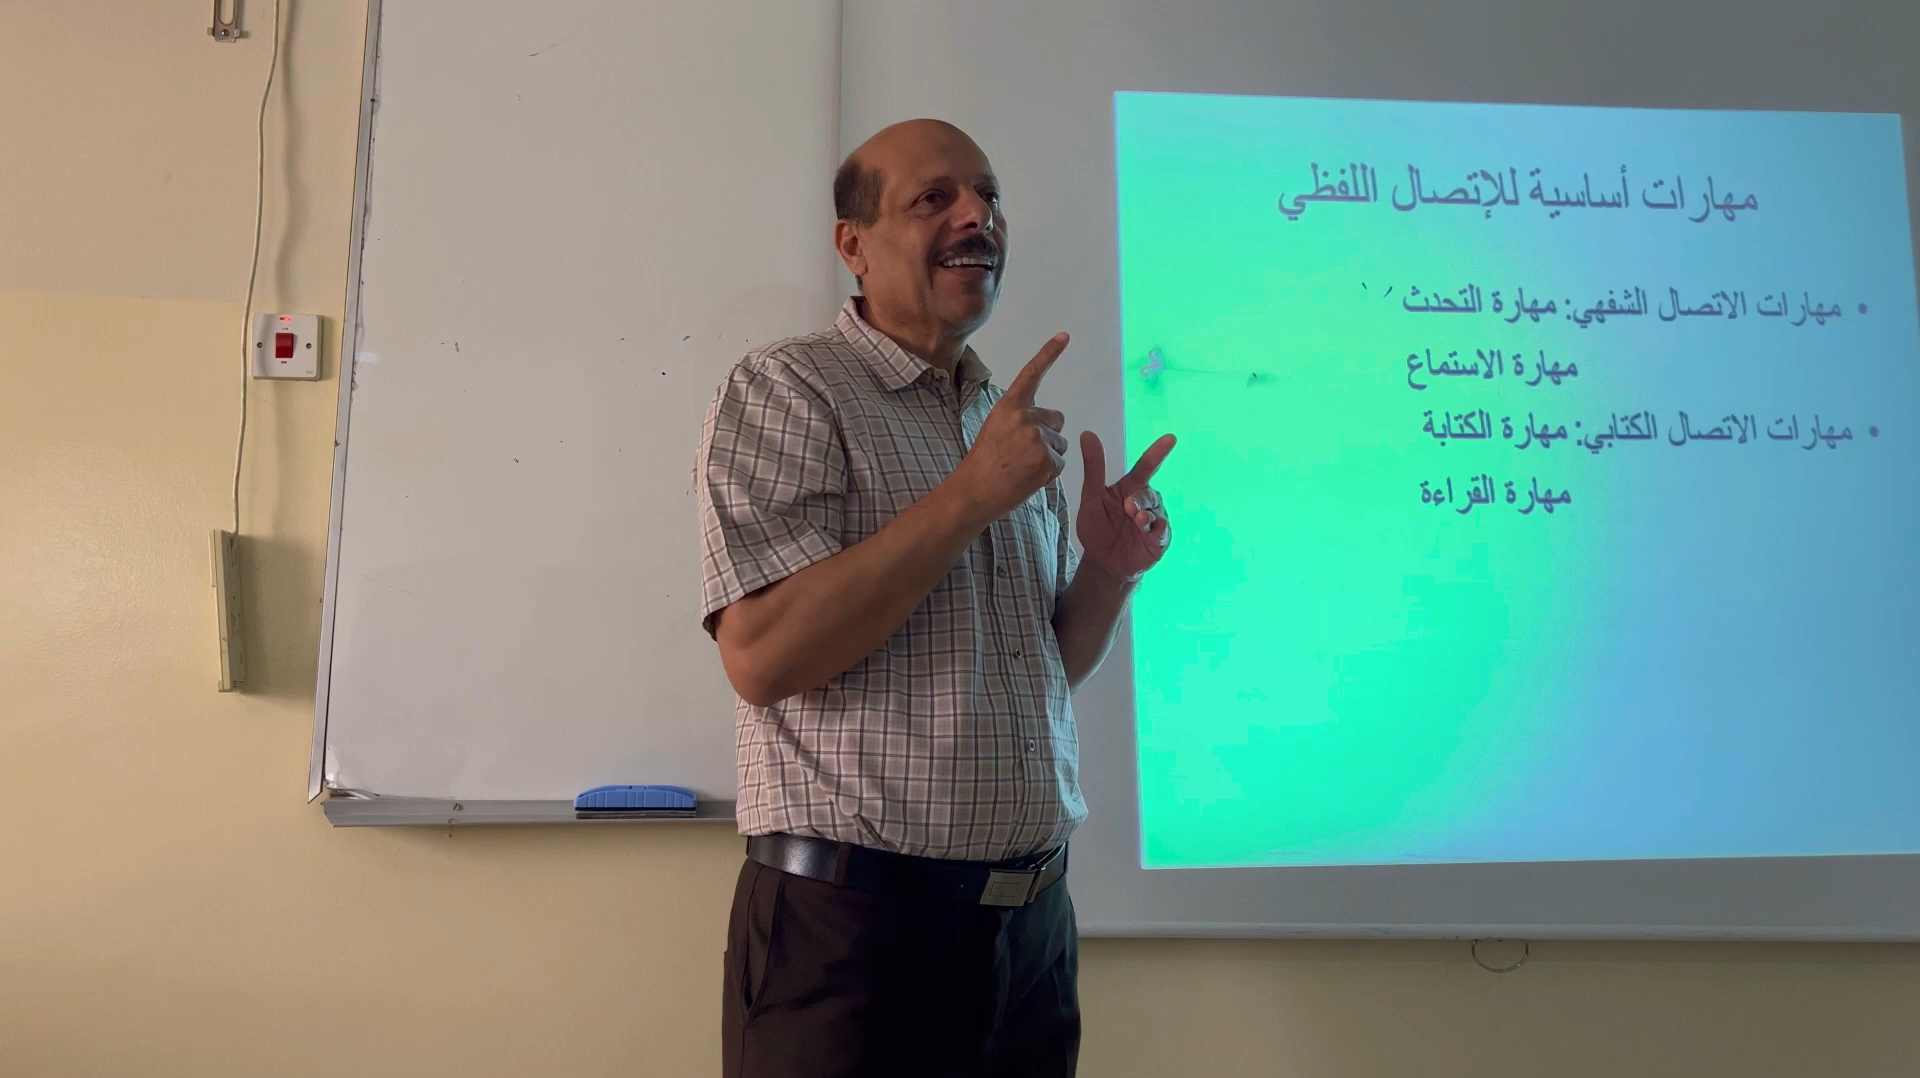 مهارات أساسية للإتصال اللفظي
• مهارات الاتصال الشفهي: مهارة التحدث
مهارة الاستماع
• مهارات الاتصال الكتابي: مهارة الكتابة
مهارة القراءة